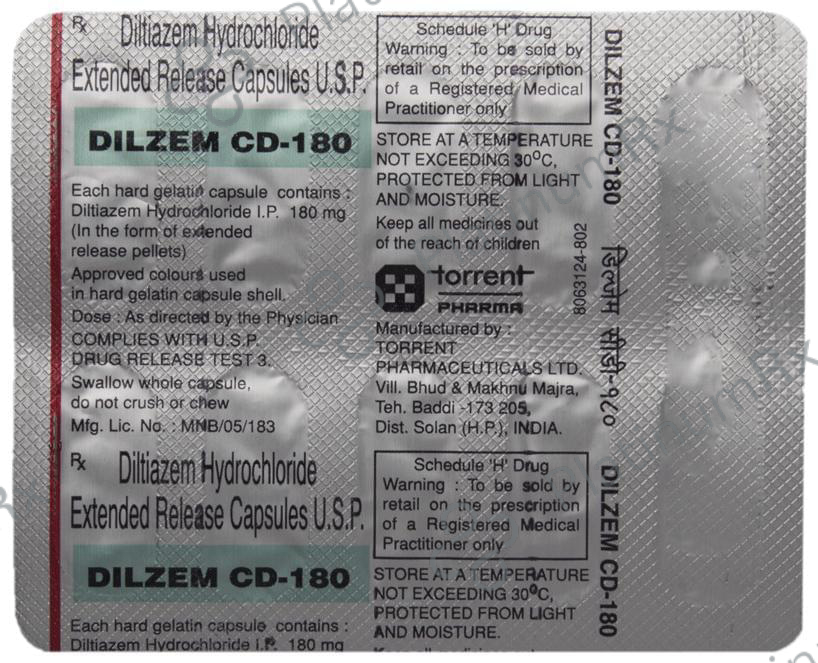 Rx Diltiazem Hydrochloride
Extended Release Capsules U.S.P.
DILZEM CD-180
Each hard gelatin capsule contains :
Diltiazem Hydrochloride I.P. 180 mg
(In the form of extended
release pellets)
Approved colours used
in hard gelatin capsule shell.
Dose : As directed by the Physician
COMPLIES WITH U.S.P.
DRUG RELEASE TEST 3.
Swallow whole capsule,
do not crush or chew
Mfg. Lic. No. : MNB/05/183
Rx Diltiazem Hydrochloride
Extended Release Capsules U.S.P.
DILZEM CD-180
Each hard gelatin capsule contains :
Diltiazem Hydrochloride I.P. 180 mg
Schedule 'H' Drug
Warning : To be sold by
retail on the prescription
of a Registered Medical
Practitioner only
STORE AT A TEMPERATURE
NOT EXCEEDING 30°C,
PROTECTED FROM LIGHT
AND MOISTURE.
Keep all medicines out
of the reach of children
torrent
PHARMA
Manufactured by :
TORRENT
PHARMACEUTICALS LTD.
Vill. Bhud & Makhnu Majra,
Teh. Baddi -173 205,
Dist. Solan (H.P.), INDIA.
Schedule 'H' Drug
Warning : To be sold by
retail on the prescription
of a Registered Medical
Practitioner only
STORE AT A TEMPERATURE
NOT EXCEEDING 30°C,
PROTECTED FROM LIGHT
AND MOISTURE.
8063124-802
DILZEM CD-180
डिल्ज़ेम सीडी-१८०
DILZEM CD-180